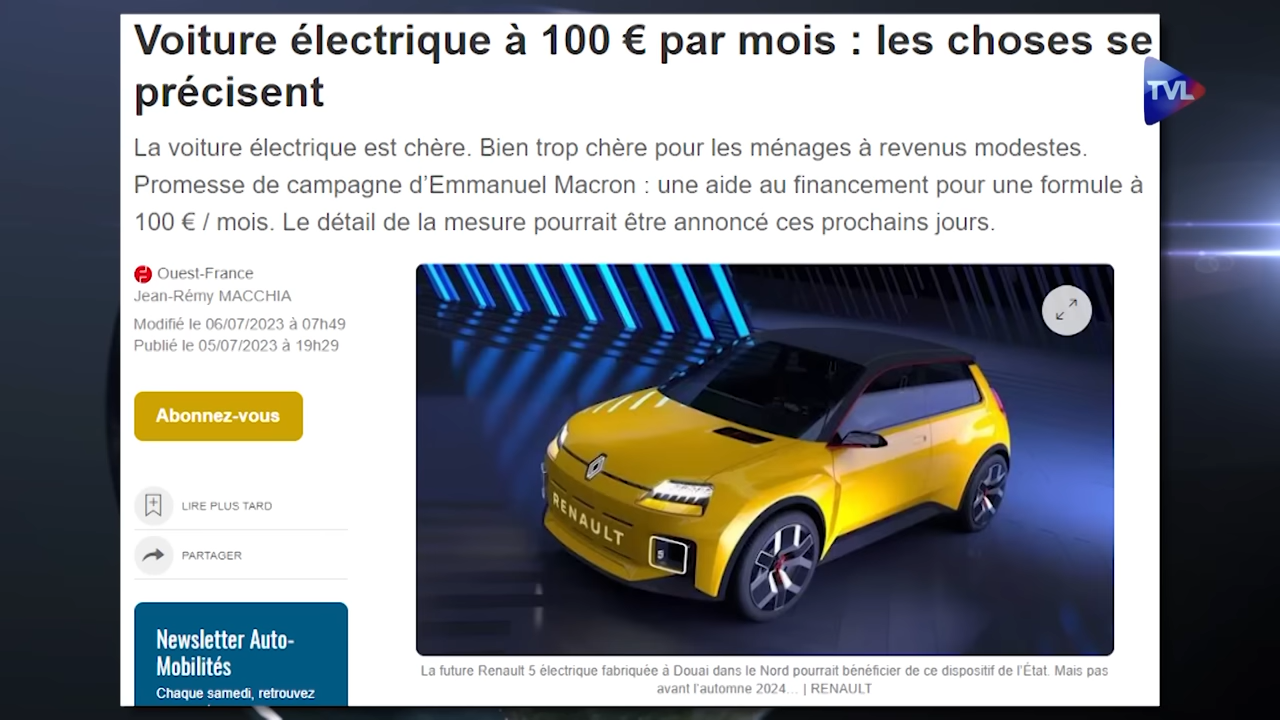 Voiture électrique à 100 € par mois : les choses se
précisent
TVL
La voiture électrique est chère. Bien trop chère pour les ménages à revenus modestes.
Promesse de campagne d’Emmanuel Macron : une aide au financement pour une formule à
100 € / mois. Le détail de la mesure pourrait être annoncé ces prochains jours.
Ouest-France
Jean-Rémy MACCHIA
Modifié le 06/07/2023 à 07h49
Publié le 05/07/2023 à 19h29
Abonnez-vous
LIRE PLUS TARD
PARTAGER
Newsletter Auto-
Mobilités
Chaque samedi, retrouvez
RENAULT
5
La future Renault 5 électrique fabriquée à Douai dans le Nord pourrait bénéficier de ce dispositif de l’État. Mais pas
avant l’automne 2024... | RENAULT